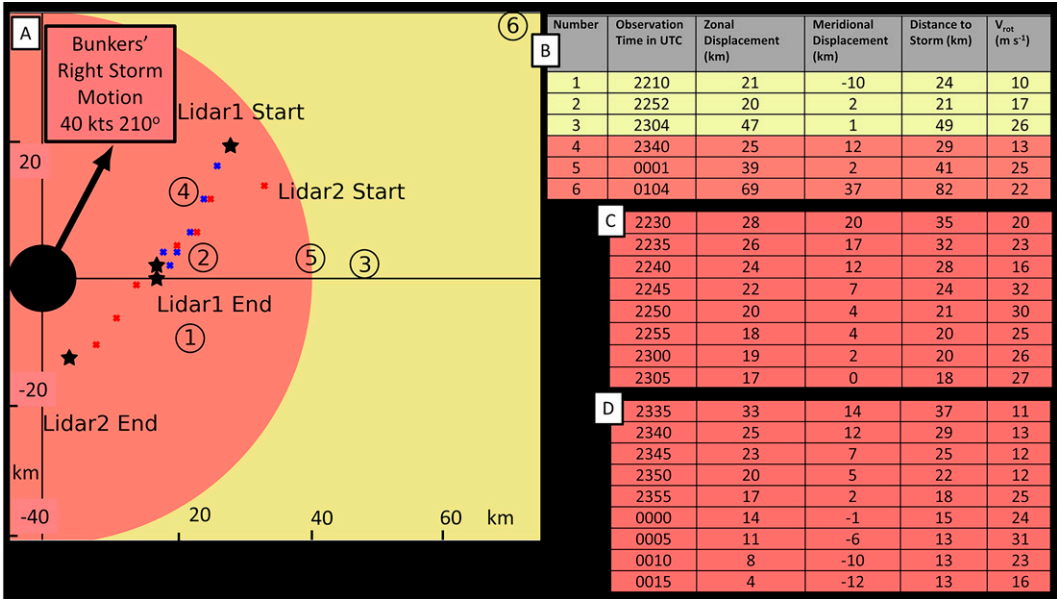 A
Bunkers'
Right Storm
Motion
40 kts 210°
6
Lidar1 Start
20
4
Lidar2 Start
2
5
3
Lidar1 End
1
-20
Lidar2 End
km
-40
20
40
60
km
B
Number Observation Time in UTC Zonal Displacement (km) Meridional Displacement (km) Distance to Storm (km) Vrot (m s⁻¹)
1 2210 21 -10 24 10
2 2252 20 2 21 17
3 2304 47 1 49 26
4 2340 25 12 29 13
5 0001 39 2 41 25
6 0104 69 37 82 22
C
2230 28 20 35 20
2235 26 17 32 23
2240 24 12 28 16
2245 22 7 24 32
2250 20 4 21 30
2255 18 4 20 25
2300 19 2 20 26
2305 17 0 18 27
D
2335 33 14 37 11
2340 25 12 29 13
2345 23 7 25 12
2350 20 5 22 12
2355 17 2 18 25
0000 14 -1 15 24
0005 11 -6 13 31
0010 8 -10 13 23
0015 4 -12 13 16